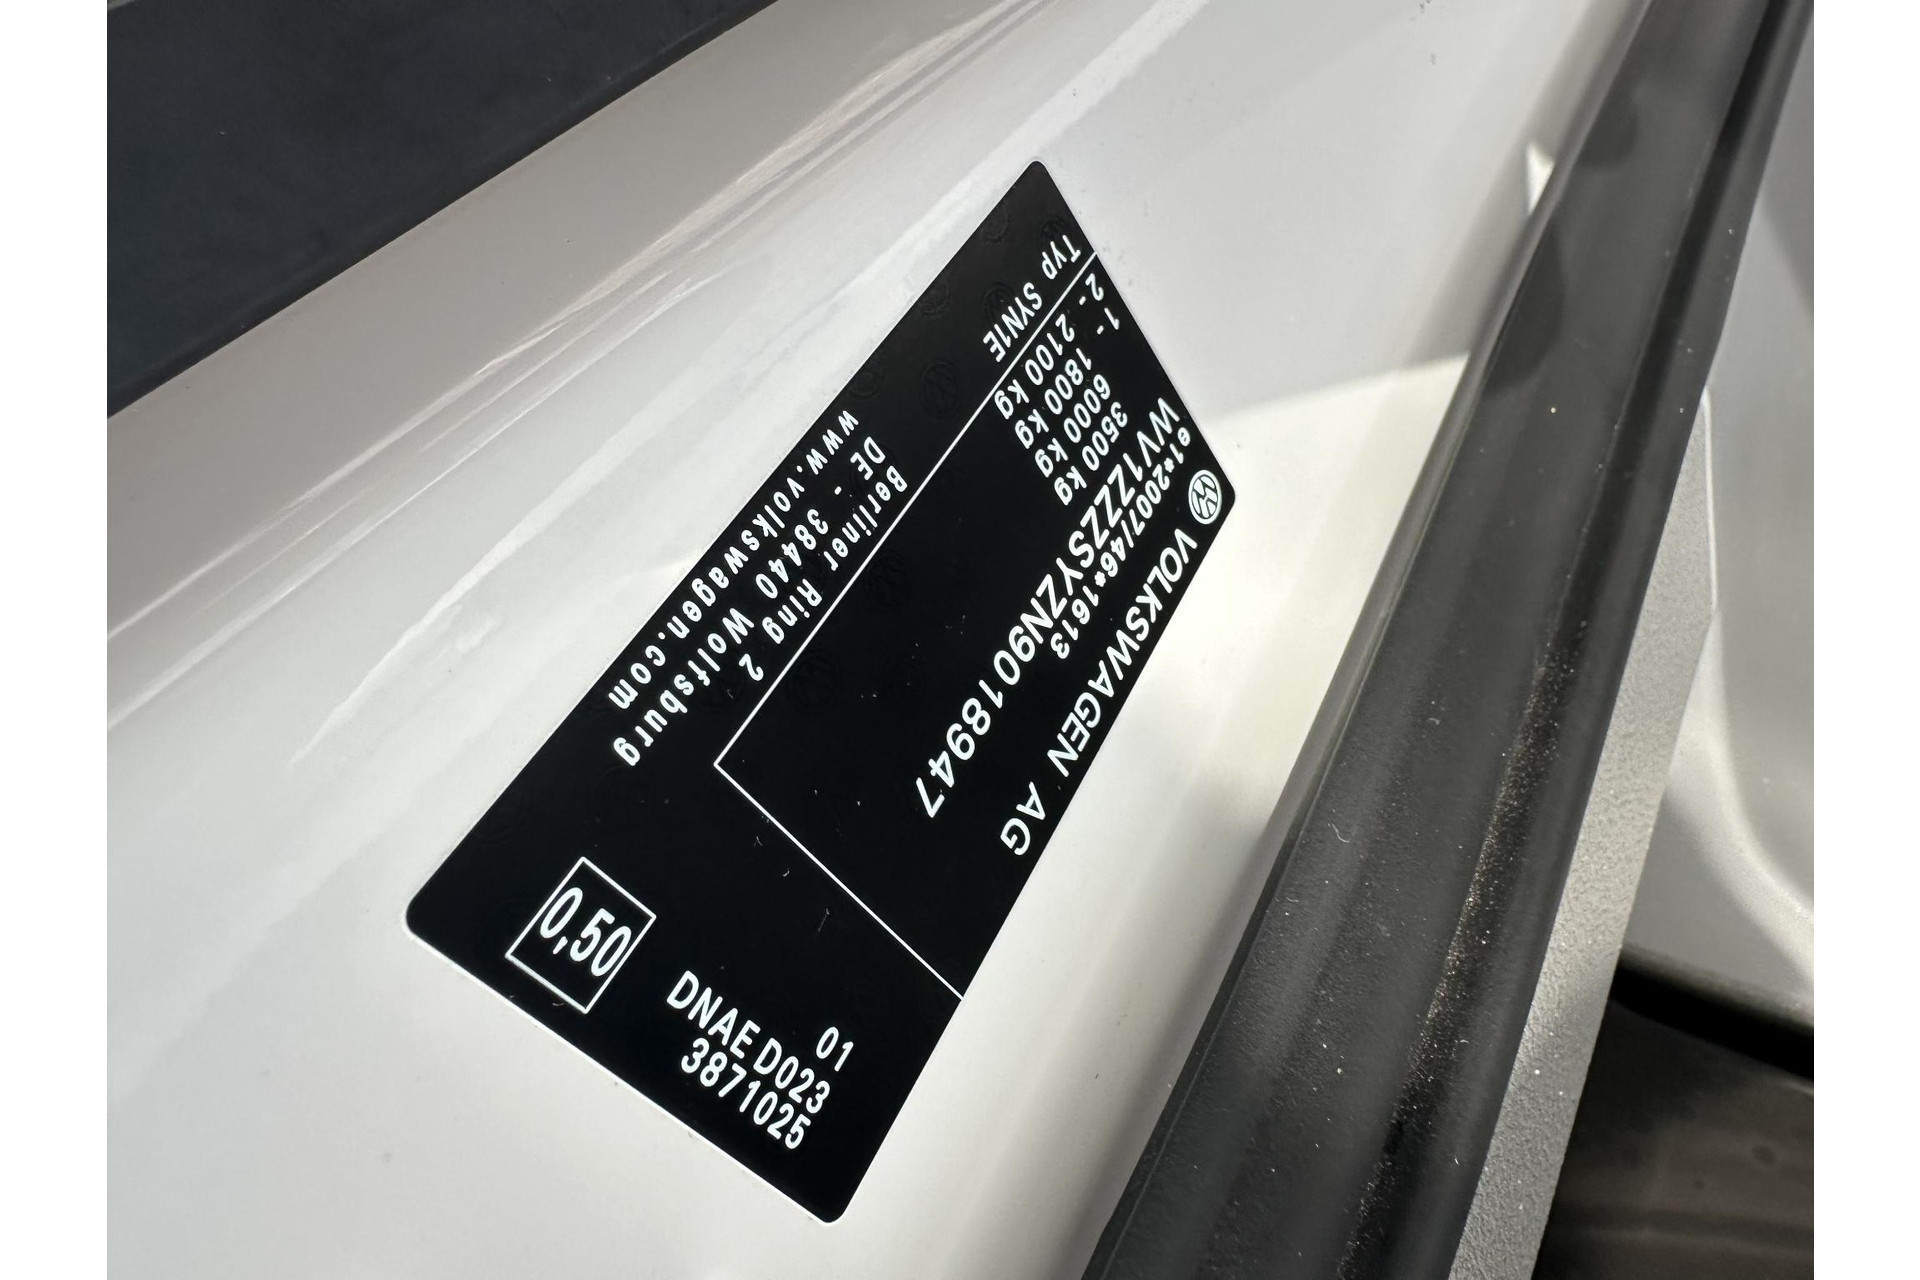 VOLKSWAGEN AG
e1*2007/46*1613
WV1ZZZSYZN9018947
3500 kg
6000 kg
1- 1800 kg
2- 2100 kg
Typ SYN1E
Berliner Ring 2
DE - 38440 Wolfsburg
www.volkswagen.com
01
DNAE D023
3871025
0,50